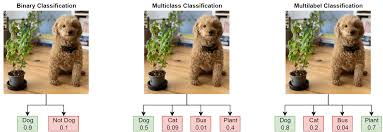 Binary Classification
Multiclass Classification
Multilabel Classification
Dog
0.9
Not Dog
0.1
Dog
0.5
Cat
0.09
Bus
0.01
Plant
0.4
Dog
0.8
Cat
0.2
Bus
0.04
Plant
0.7